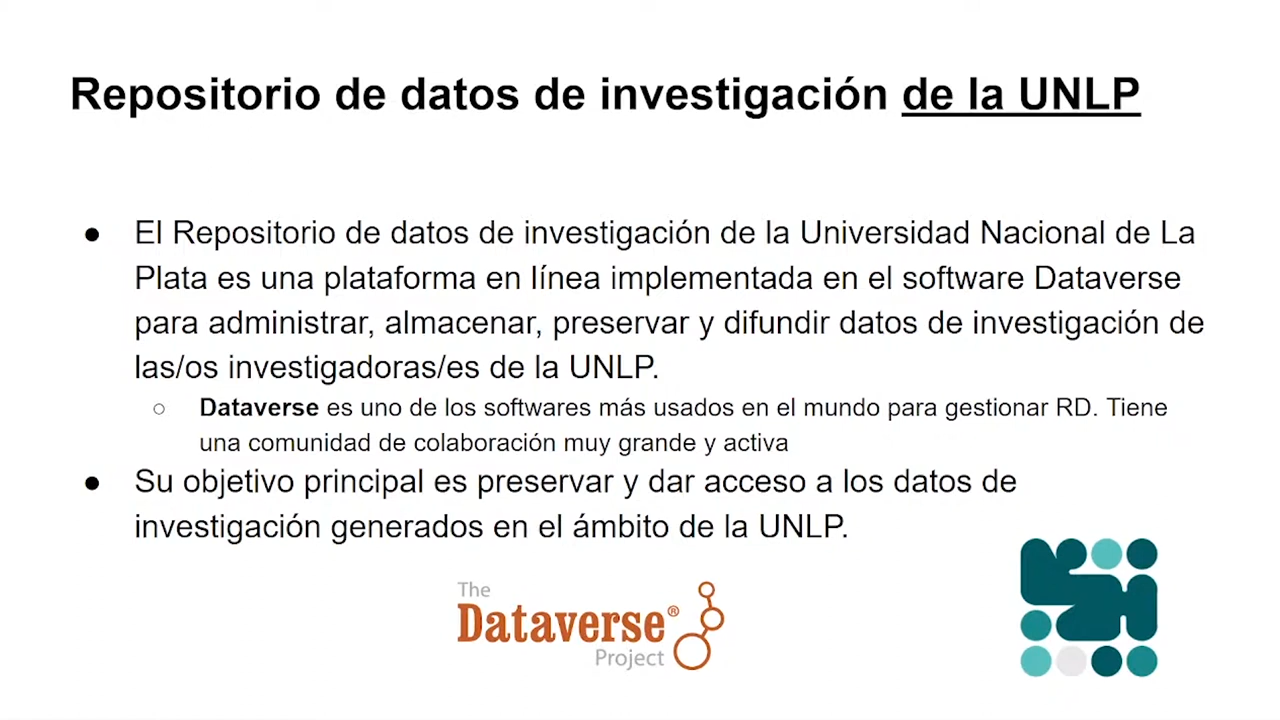 Repositorio de datos de investigación de la UNLP
● El Repositorio de datos de investigación de la Universidad Nacional de La
Plata es una plataforma en línea implementada en el software Dataverse
para administrar, almacenar, preservar y difundir datos de investigación de
las/os investigadoras/es de la UNLP.
○ Dataverse es uno de los softwares más usados en el mundo para gestionar RD. Tiene
una comunidad de colaboración muy grande y activa
● Su objetivo principal es preservar y dar acceso a los datos de
investigación generados en el ámbito de la UNLP.
The
Dataverse®
Project